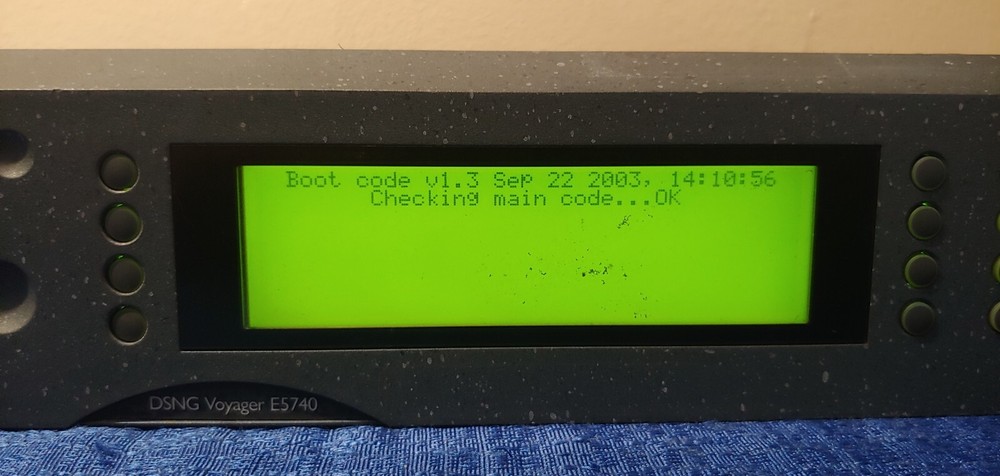 Boot code v1.3 Sep 22 2003, 14:10:56
Checking main code...OK
DSNG Voyager E5740